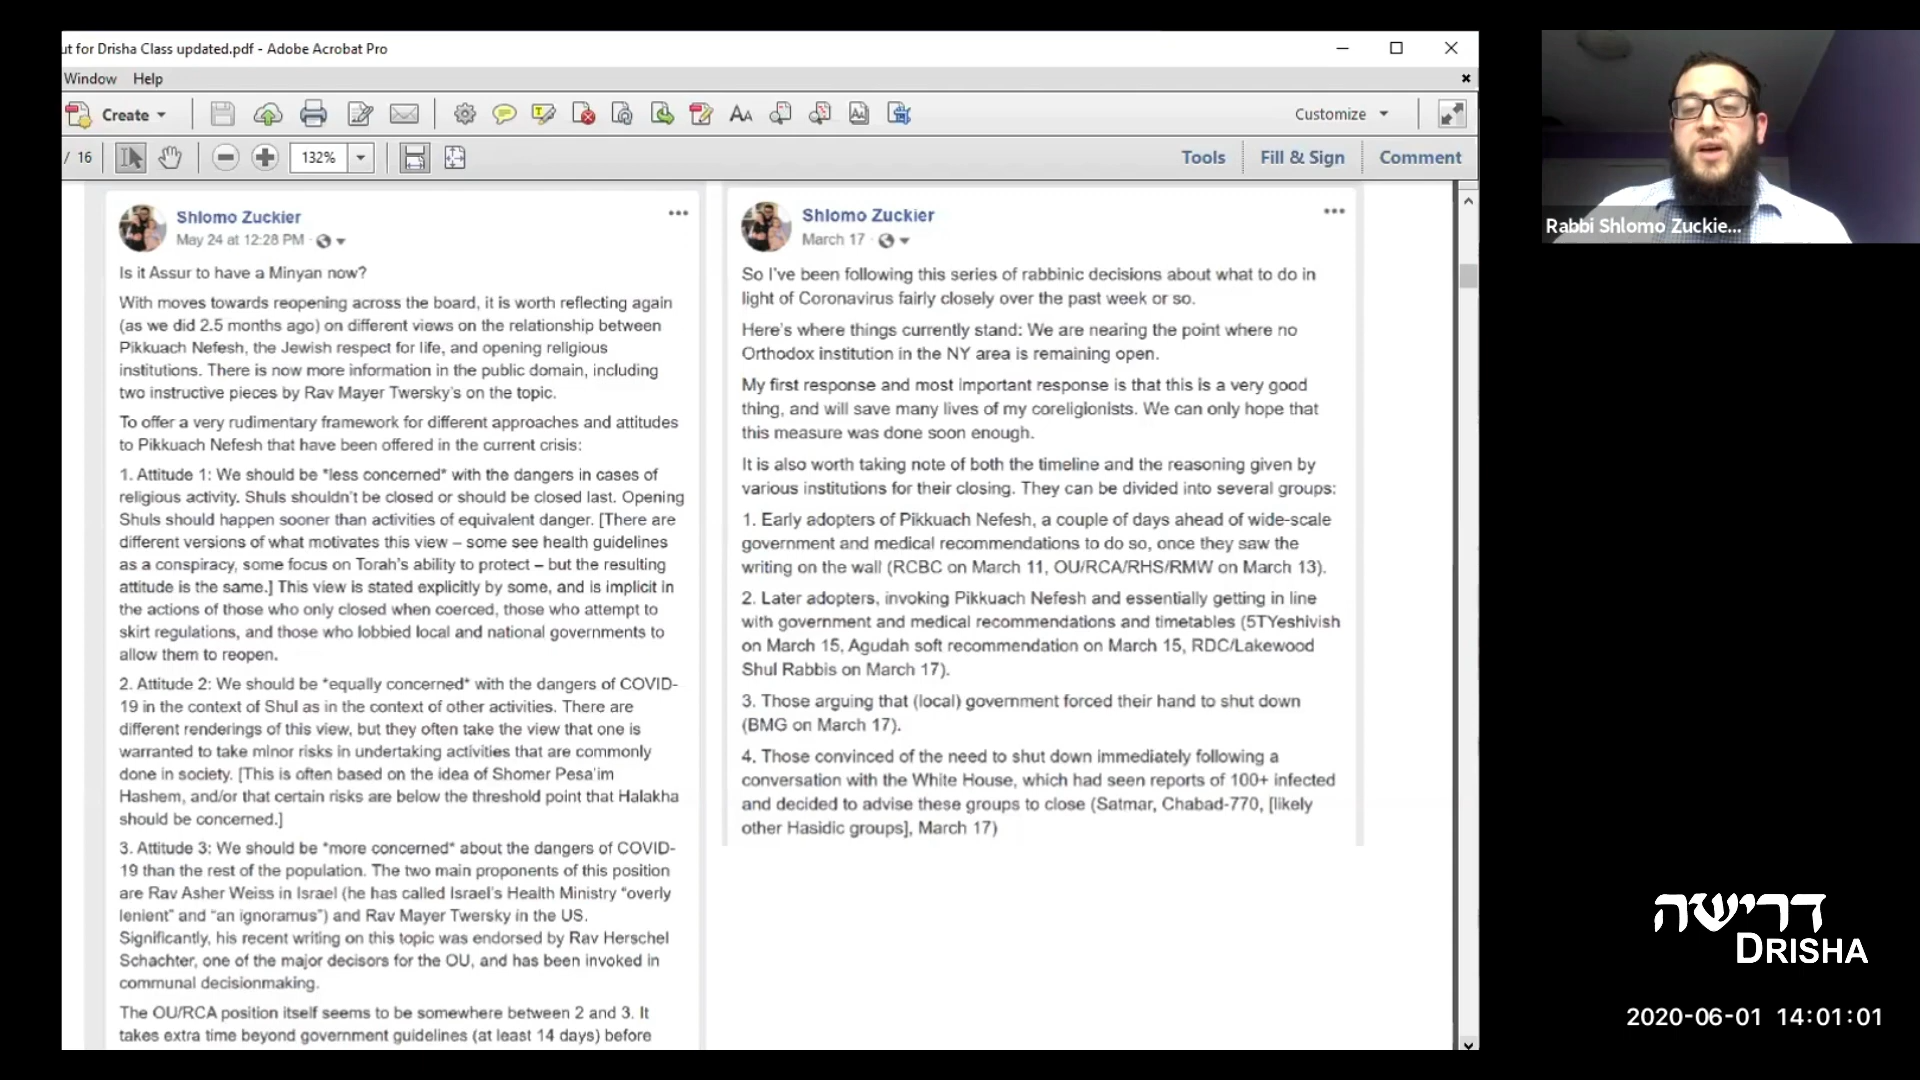 ut for Drisha Class updated.pdf - Adobe Acrobat Pro
Window Help
Create
Customize
/ 16
132%
Tools
Fill & Sign
Comment
Shlomo Zuckier
May 24 at 12:28 PM ·
Is it Assur to have a Minyan now?
With moves towards reopening across the board, it is worth reflecting again
(as we did 2.5 months ago) on different views on the relationship between
Pikkuach Nefesh, the Jewish respect for life, and opening religious
institutions. There is now more information in the public domain, including
two instructive pieces by Rav Mayer Twersky's on the topic.
To offer a very rudimentary framework for different approaches and attitudes
to Pikkuach Nefesh that have been offered in the current crisis:
1. Attitude 1: We should be *less concerned* with the dangers in cases of
religious activity. Shuls shouldn't be closed or should be closed last. Opening
Shuls should happen sooner than activities of equivalent danger. [There are
different versions of what motivates this view – some see health guidelines
as a conspiracy, some focus on Torah's ability to protect – but the resulting
attitude is the same.] This view is stated explicitly by some, and is implicit in
the actions of those who only closed when coerced, those who attempt to
skirt regulations, and those who lobbied local and national governments to
allow them to reopen.
2. Attitude 2: We should be *equally concerned* with the dangers of COVID-
19 in the context of Shul as in the context of other activities. There are
different renderings of this view, but they often take the view that one is
warranted to take minor risks in undertaking activities that are commonly
done in society. [This is often based on the idea of Shomer Pesa'im
Hashem, and/or that certain risks are below the threshold point that Halakha
should be concerned.]
3. Attitude 3: We should be *more concerned* about the dangers of COVID-
19 than the rest of the population. The two main proponents of this position
are Rav Asher Weiss in Israel (he has called Israel's Health Ministry "overly
lenient" and "an ignoramus") and Rav Mayer Twersky in the US.
Significantly, his recent writing on this topic was endorsed by Rav Herschel
Schachter, one of the major decisors for the OU, and has been invoked in
communal decisionmaking.
The OU/RCA position itself seems to be somewhere between 2 and 3. It
takes extra time beyond government guidelines (at least 14 days) before
Shlomo Zuckier
March 17 ·
So I've been following this series of rabbinic decisions about what to do in
light of Coronavirus fairly closely over the past week or so.
Here's where things currently stand: We are nearing the point where no
Orthodox institution in the NY area is remaining open.
My first response and most important response is that this is a very good
thing, and will save many lives of my coreligionists. We can only hope that
this measure was done soon enough.
It is also worth taking note of both the timeline and the reasoning given by
various institutions for their closing. They can be divided into several groups:
1. Early adopters of Pikkuach Nefesh, a couple of days ahead of wide-scale
government and medical recommendations to do so, once they saw the
writing on the wall (RCBC on March 11, OU/RCA/RHS/RMW on March 13).
2. Later adopters, invoking Pikkuach Nefesh and essentially getting in line
with government and medical recommendations and timetables (5TYeshivish
on March 15, Agudah soft recommendation on March 15, RDC/Lakewood
Shul Rabbis on March 17).
3. Those arguing that (local) government forced their hand to shut down
(BMG on March 17).
4. Those convinced of the need to shut down immediately following a
conversation with the White House, which had seen reports of 100+ infected
and decided to advise these groups to close (Satmar, Chabad-770, [likely
other Hasidic groups], March 17)
Rabbi Shlomo Zuckie...
דרישה
DRISHA
2020-06-01 14:01:01